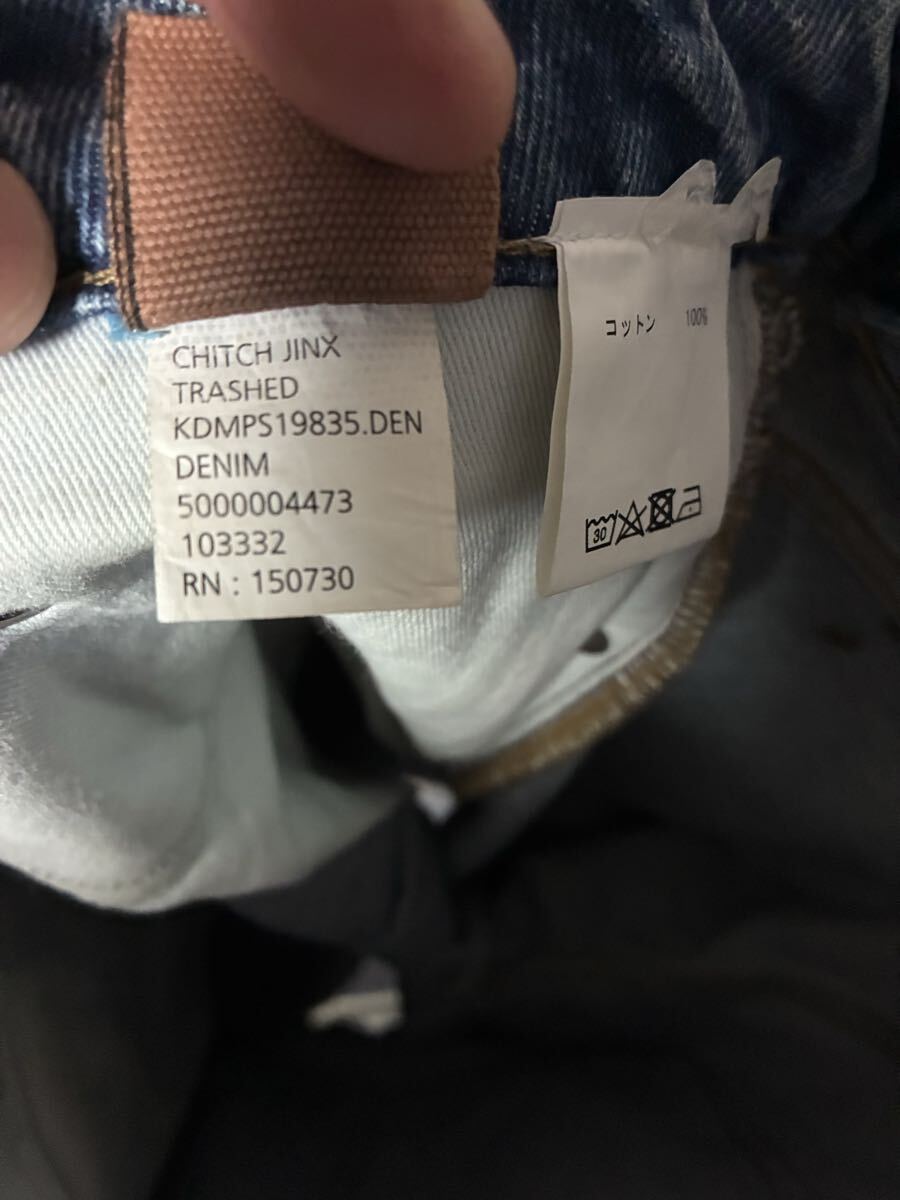 CHITCH JINX
TRASHED
KDMPS19835.DEN
DENIM
5000004473
103332
RN : 150730
コットン 100%
30